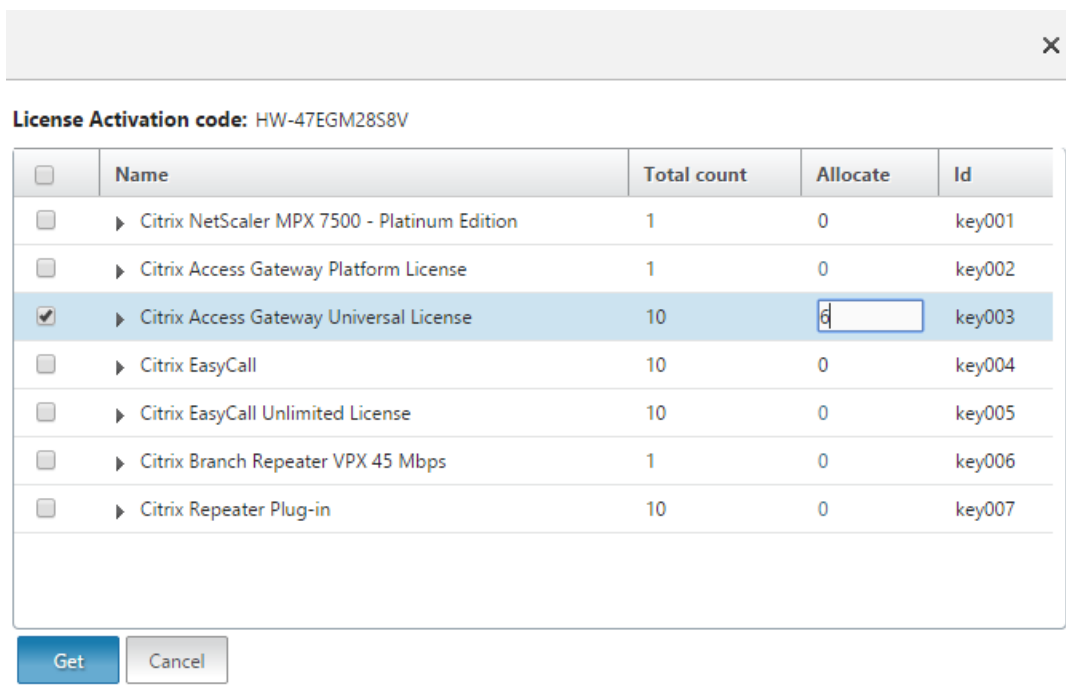 License Activation code: HW-47EGM28S8V
Name Total count Allocate Id
Citrix NetScaler MPX 7500 - Platinum Edition 1 0 key001
Citrix Access Gateway Platform License 1 0 key002
Citrix Access Gateway Universal License 10 6 key003
Citrix EasyCall 10 0 key004
Citrix EasyCall Unlimited License 10 0 key005
Citrix Branch Repeater VPX 45 Mbps 1 0 key006
Citrix Repeater Plug-in 10 0 key007
Get Cancel